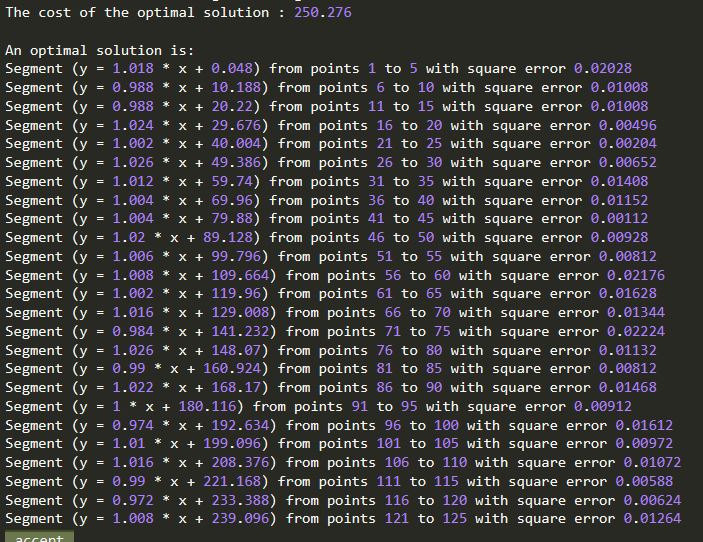 The cost of the optimal solution : 250.276
An optimal solution is:
Segment (y = 1.018 * x + 0.048) from points 1 to 5 with square error 0.02028
Segment (y = 0.988 * x + 10.188) from points 6 to 10 with square error 0.01008
Segment (y = 0.988 * x + 20.22) from points 11 to 15 with square error 0.01008
Segment (y = 1.024 * x + 29.676) from points 16 to 20 with square error 0.00496
Segment (y = 1.002 * x + 40.004) from points 21 to 25 with square error 0.00204
Segment (y = 1.026 * x + 49.386) from points 26 to 30 with square error 0.00652
Segment (y = 1.012 * x + 59.74) from points 31 to 35 with square error 0.01408
Segment (y = 1.004 * x + 69.96) from points 36 to 40 with square error 0.01152
Segment (y = 1.004 * x + 79.88) from points 41 to 45 with square error 0.00112
Segment (y = 1.02 * x + 89.128) from points 46 to 50 with square error 0.00928
Segment (y = 1.006 * x + 99.796) from points 51 to 55 with square error 0.00812
Segment (y = 1.008 * x + 109.664) from points 56 to 60 with square error 0.02176
Segment (y = 1.002 * x + 119.96) from points 61 to 65 with square error 0.01628
Segment (y = 1.016 * x + 129.008) from points 66 to 70 with square error 0.01344
Segment (y = 0.984 * x + 141.232) from points 71 to 75 with square error 0.02224
Segment (y = 1.026 * x + 148.07) from points 76 to 80 with square error 0.01132
Segment (y = 0.99 * x + 160.924) from points 81 to 85 with square error 0.00812
Segment (y = 1.022 * x + 168.17) from points 86 to 90 with square error 0.01468
Segment (y = 1 * x + 180.116) from points 91 to 95 with square error 0.00912
Segment (y = 0.974 * x + 192.634) from points 96 to 100 with square error 0.01612
Segment (y = 1.01 * x + 199.096) from points 101 to 105 with square error 0.00972
Segment (y = 1.016 * x + 208.376) from points 106 to 110 with square error 0.01072
Segment (y = 0.99 * x + 221.168) from points 111 to 115 with square error 0.00588
Segment (y = 0.972 * x + 233.388) from points 116 to 120 with square error 0.00624
Segment (y = 1.008 * x + 239.096) from points 121 to 125 with square error 0.01264
accept